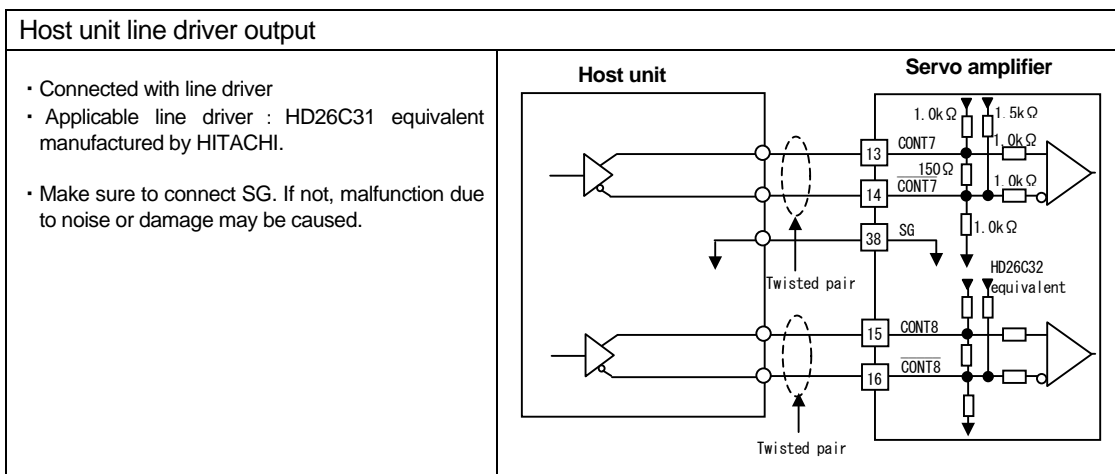 Host unit line driver output
・Connected with line driver
・Applicable line driver : HD26C31 equivalent
manufactured by HITACHI.
・Make sure to connect SG. If not, malfunction due
to noise or damage may be caused.
Host unit
Servo amplifier
1.0kΩ
1.5kΩ
13
CONT7
1.0kΩ
150Ω
14
CONT7
1.0kΩ
38
SG
1.0kΩ
Twisted pair
HD26C32
equivalent
15
CONT8
16
CONT8
Twisted pair